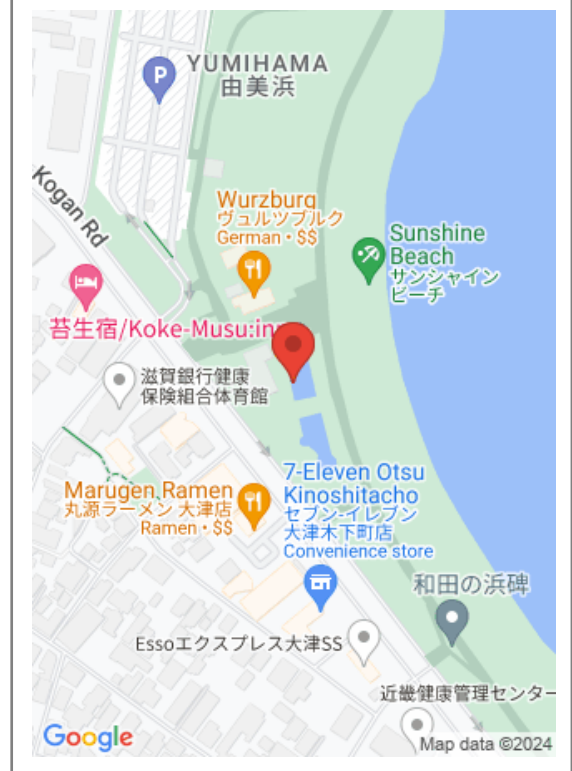 P
YUMIHAMA
由美浜
Kogan Rd
Wurzburg
ヴュルツブルク
German • $$
Sunshine
Beach
サンシャイン
ビーチ
苔生宿/Koke-Musu:inn
滋賀銀行健康
保険組合体育館
Marugen Ramen
丸源ラーメン 大津店
Ramen • $$
7-Eleven Otsu
Kinoshitacho
セブン-イレブン
大津木下町店
Convenience store
和田の浜碑
Essoエクスプレス大津SS
近畿健康管理センター
Google
Map data ©2024